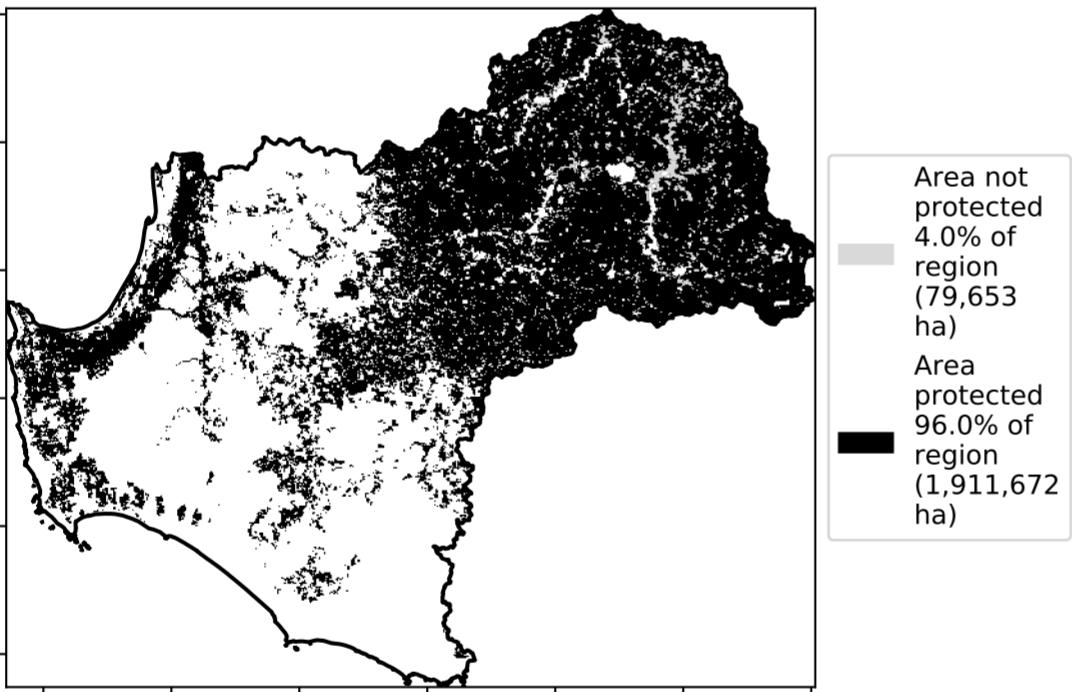 Area not
protected
4.0% of
region
(79,653
ha)
Area
protected
96.0% of
region
(1,911,672
ha)